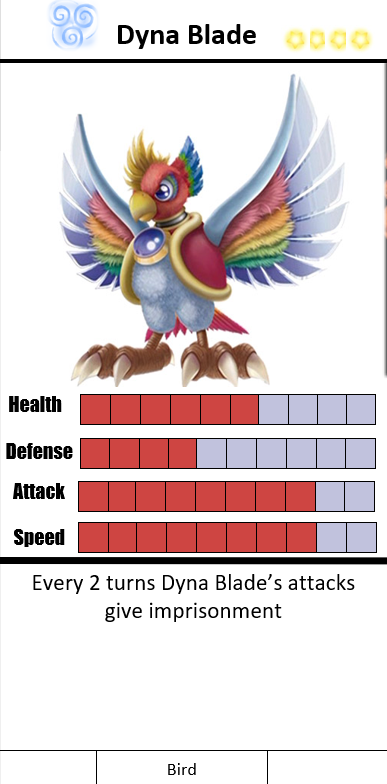 Dyna Blade
Health
Defense
Attack
Speed
Every 2 turns Dyna Blade’s attacks
give imprisonment
Bird